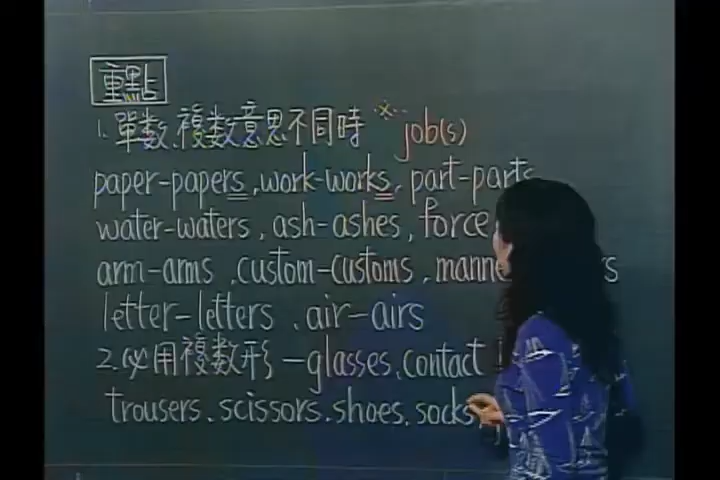 重點
1. 單数、複数意思不同時 ※ job(s)
paper-papers, work-works, part-parts
water-waters, ash-ashes, force
arm-arms, custom-customs,
letter-letters, air-airs
2. 必用複数形 — glasses, contact
trousers, scissors, shoes, socks